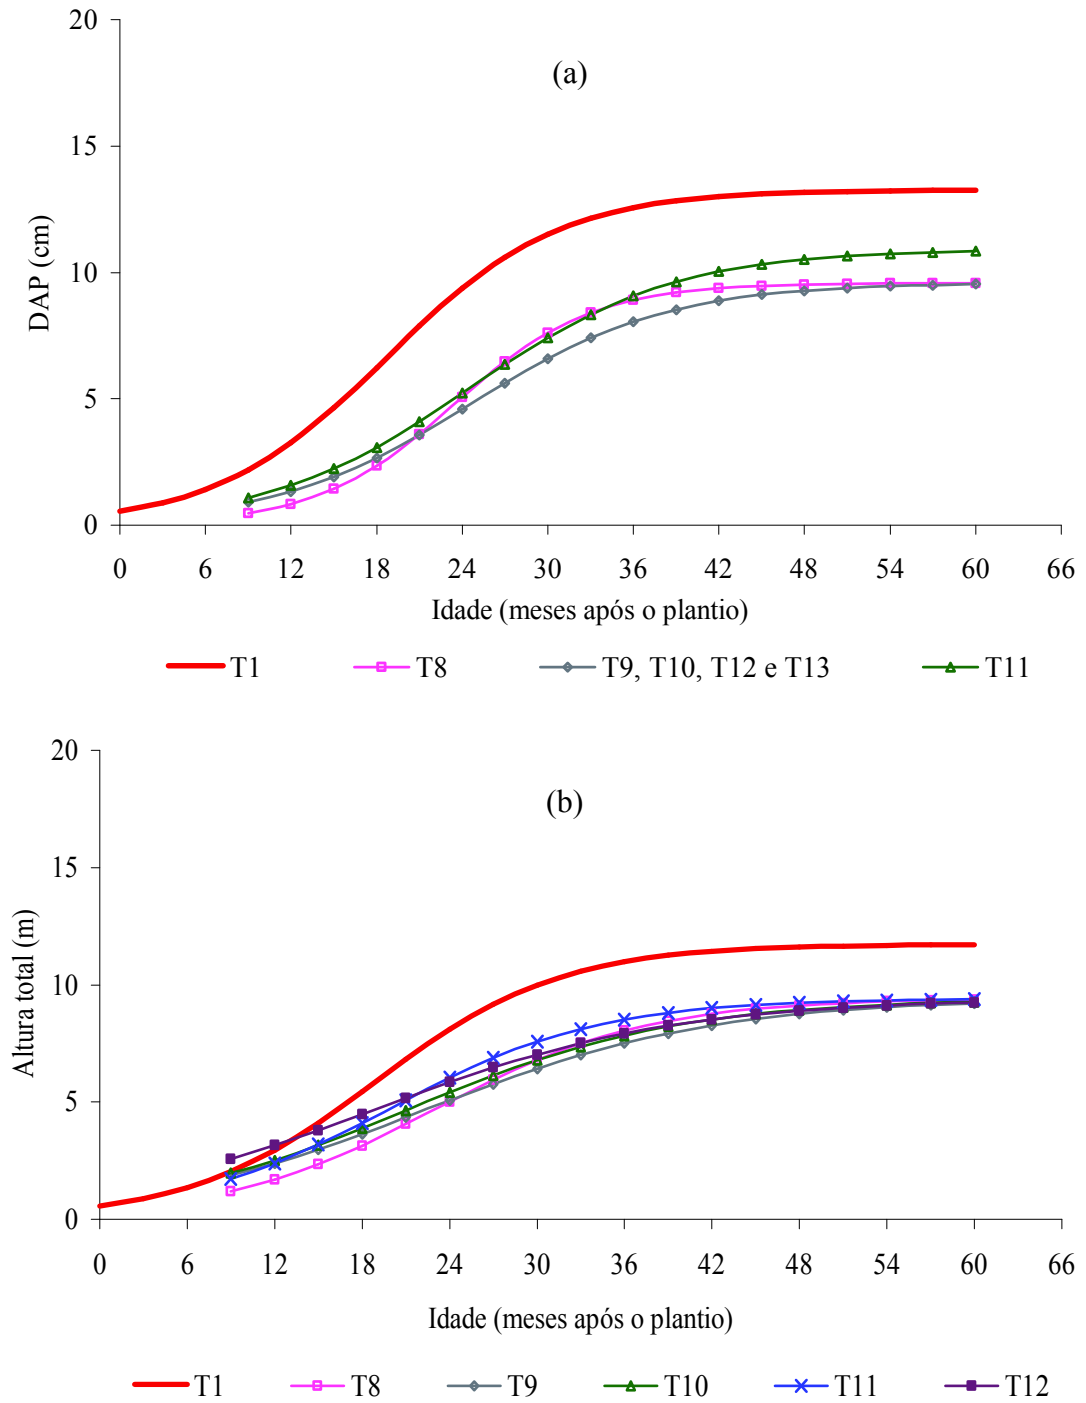 20
(a)
15
10
5
0
DAP (cm)
0 6 12 18 24 30 36 42 48 54 60 66
Idade (meses após o plantio)
T1 T8 T9, T10, T12 e T13 T11
20
(b)
15
10
5
0
Altura total (m)
0 6 12 18 24 30 36 42 48 54 60 66
Idade (meses após o plantio)
T1 T8 T9 T10 T11 T12